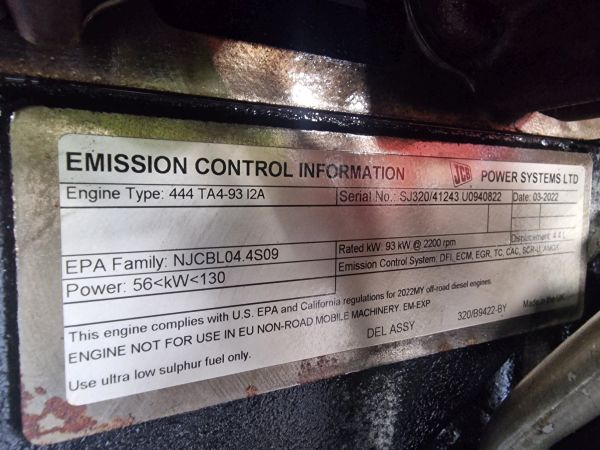 EMISSION CONTROL INFORMATION JCB POWER SYSTEMS LTD
Engine Type: 444 TA4-93 I2A Serial No.: SJ320/41243 U0940822 Date: 03-2022
Displacement: 4.4 L
EPA Family: NJCBL04.4S09 Rated kW: 93 kW @ 2200 rpm
Power: 56<kW<130 Emission Control System: DFI, ECM, EGR, TC, CAC, SCR-U, AMOX
This engine complies with U.S. EPA and California regulations for 2022MY off-road diesel engines.
ENGINE NOT FOR USE IN EU NON-ROAD MOBILE MACHINERY. EM-EXP
Use ultra low sulphur fuel only. DEL ASSY 320/B9422-BY Made in the UK